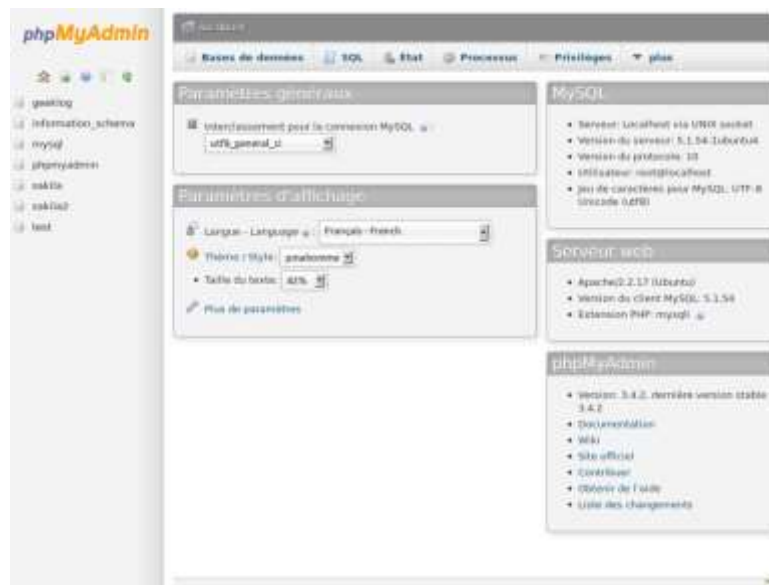 phpMyAdmin
geeklog
information_schema
mysql
phpmyadmin
sakila
sakila2
test
localhost
Bases de données
SQL
État
Processus
Privilèges
plus
Paramètres généraux
Interclassement pour la connexion MySQL
utf8_general_ci
Paramètres d'affichage
Langue - Language
Français - French
Thème / Style: pmahomme
Taille du texte: 82%
Plus de paramètres
MySQL
Serveur: Localhost via UNIX socket
Version du serveur: 5.1.54-1ubuntu4
Version du protocole: 10
Utilisateur: root@localhost
Jeu de caractères pour MySQL: UTF-8
Unicode (utf8)
Serveur web
Apache/2.2.17 (Ubuntu)
Version du client MySQL: 5.1.54
Extension PHP: mysqli
phpMyAdmin
Version: 3.4.2, dernière version stable
3.4.2
Documentation
Wiki
Site officiel
Contribuer
Obtenir de l'aide
Liste des changements